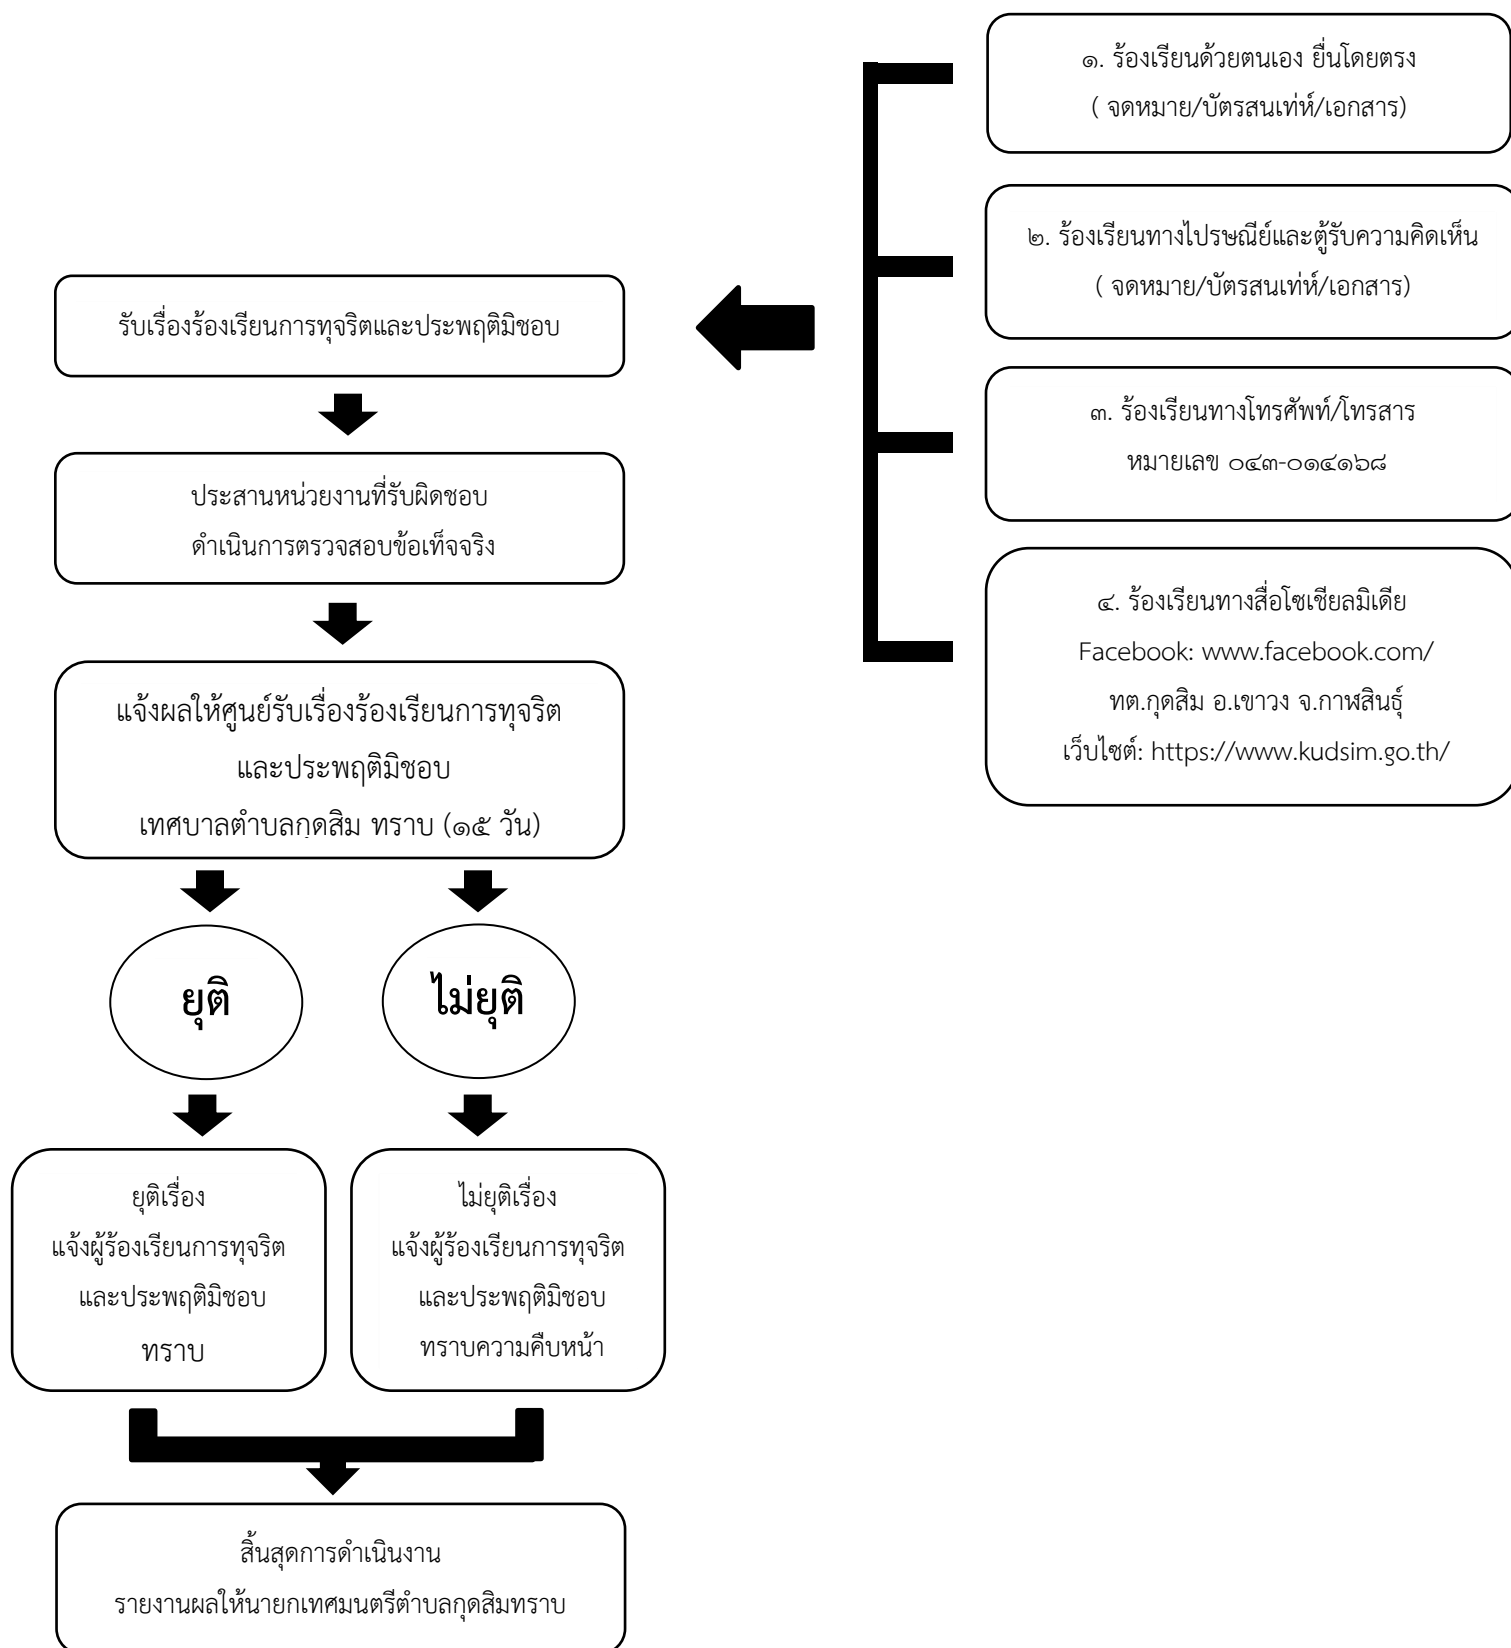 ๑. ร้องเรียนด้วยตนเอง ยื่นโดยตรง
( จดหมาย/บัตรสนเท่ห์/เอกสาร)
๒. ร้องเรียนทางไปรษณีย์และตู้รับความคิดเห็น
( จดหมาย/บัตรสนเท่ห์/เอกสาร)
๓. ร้องเรียนทางโทรศัพท์/โทรสาร
หมายเลข ๐๔๓-๐๑๔๑๖๘
๔. ร้องเรียนทางสื่อโซเชียลมิเดีย
Facebook: www.facebook.com/
ทต.กุดสิม อ.เขาวง จ.กาฬสินธุ์
เว็บไซต์: https://www.kudsim.go.th/
รับเรื่องร้องเรียนการทุจริตและประพฤติมิชอบ
ประสานหน่วยงานที่รับผิดชอบ
ดำเนินการตรวจสอบข้อเท็จจริง
แจ้งผลให้ศูนย์รับเรื่องร้องเรียนการทุจริต
และประพฤติมิชอบ
เทศบาลตำบลกุดสิม ทราบ (๑๕ วัน)
ยุติ
ไม่ยุติ
ยุติเรื่อง
แจ้งผู้ร้องเรียนการทุจริต
และประพฤติมิชอบ
ทราบ
ไม่ยุติเรื่อง
แจ้งผู้ร้องเรียนการทุจริต
และประพฤติมิชอบ
ทราบความคืบหน้า
สิ้นสุดการดำเนินงาน
รายงานผลให้นายกเทศมนตรีตำบลกุดสิมทราบ